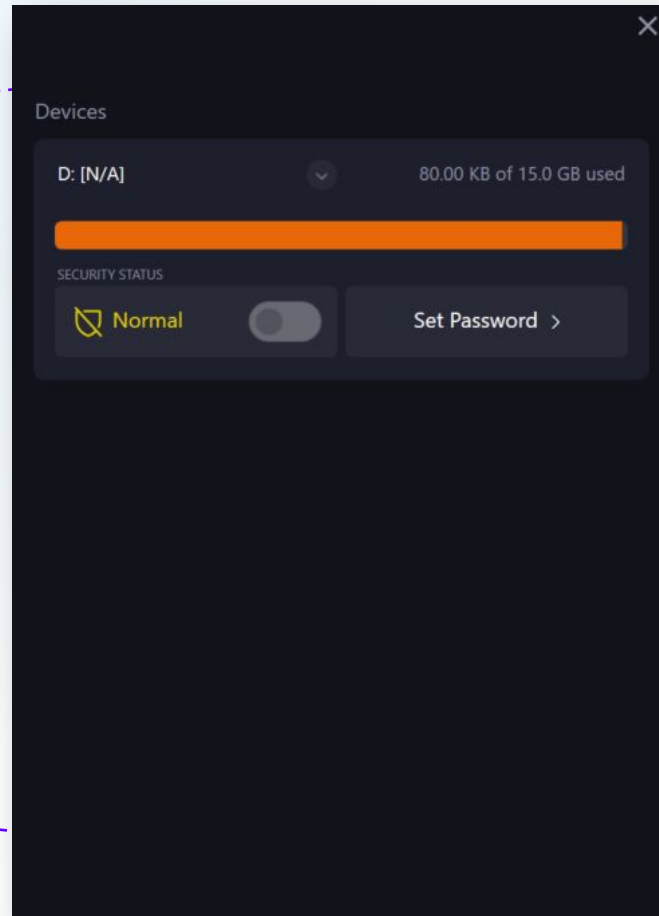 Devices
D: [N/A] 80.00 KB of 15.0 GB used
SECURITY STATUS
Normal Set Password >